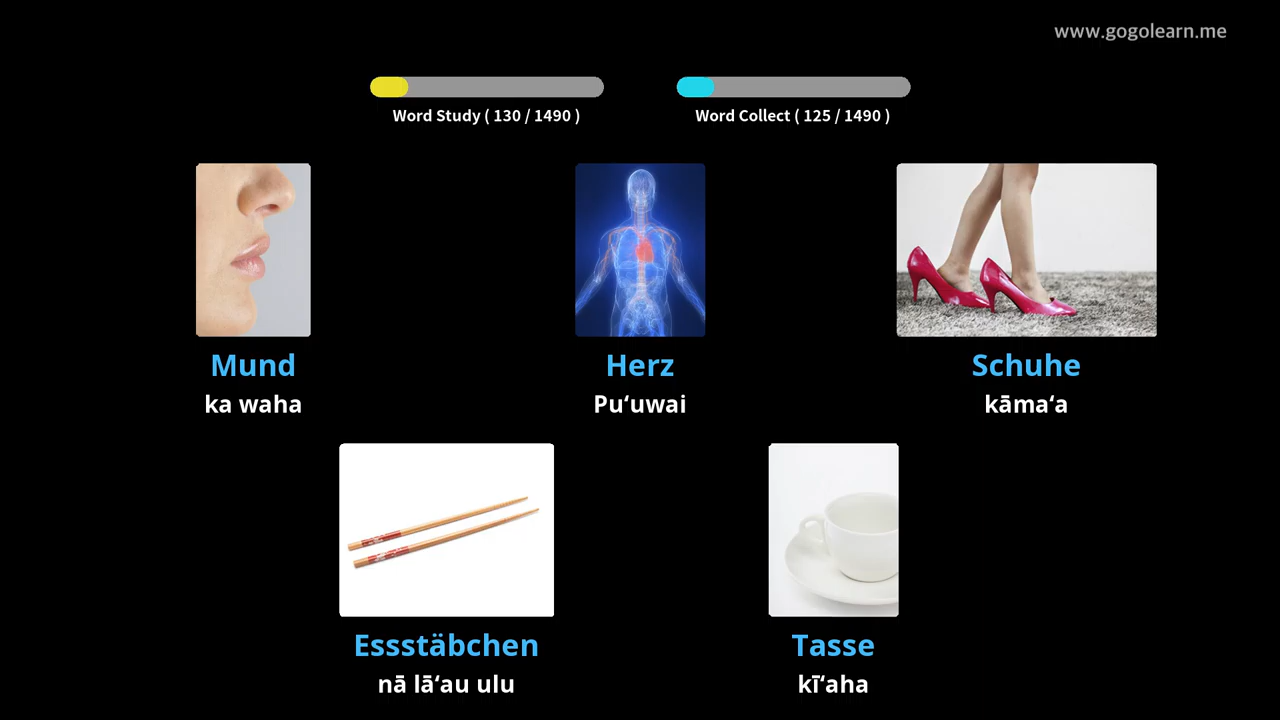 www.gogolearn.me
Word Study ( 130 / 1490 )
Word Collect ( 125 / 1490 )
Mund
ka waha
Herz
Puʻuwai
Schuhe
kāmaʻa
Essstäbchen
nā lāʻau ulu
Tasse
kīʻaha